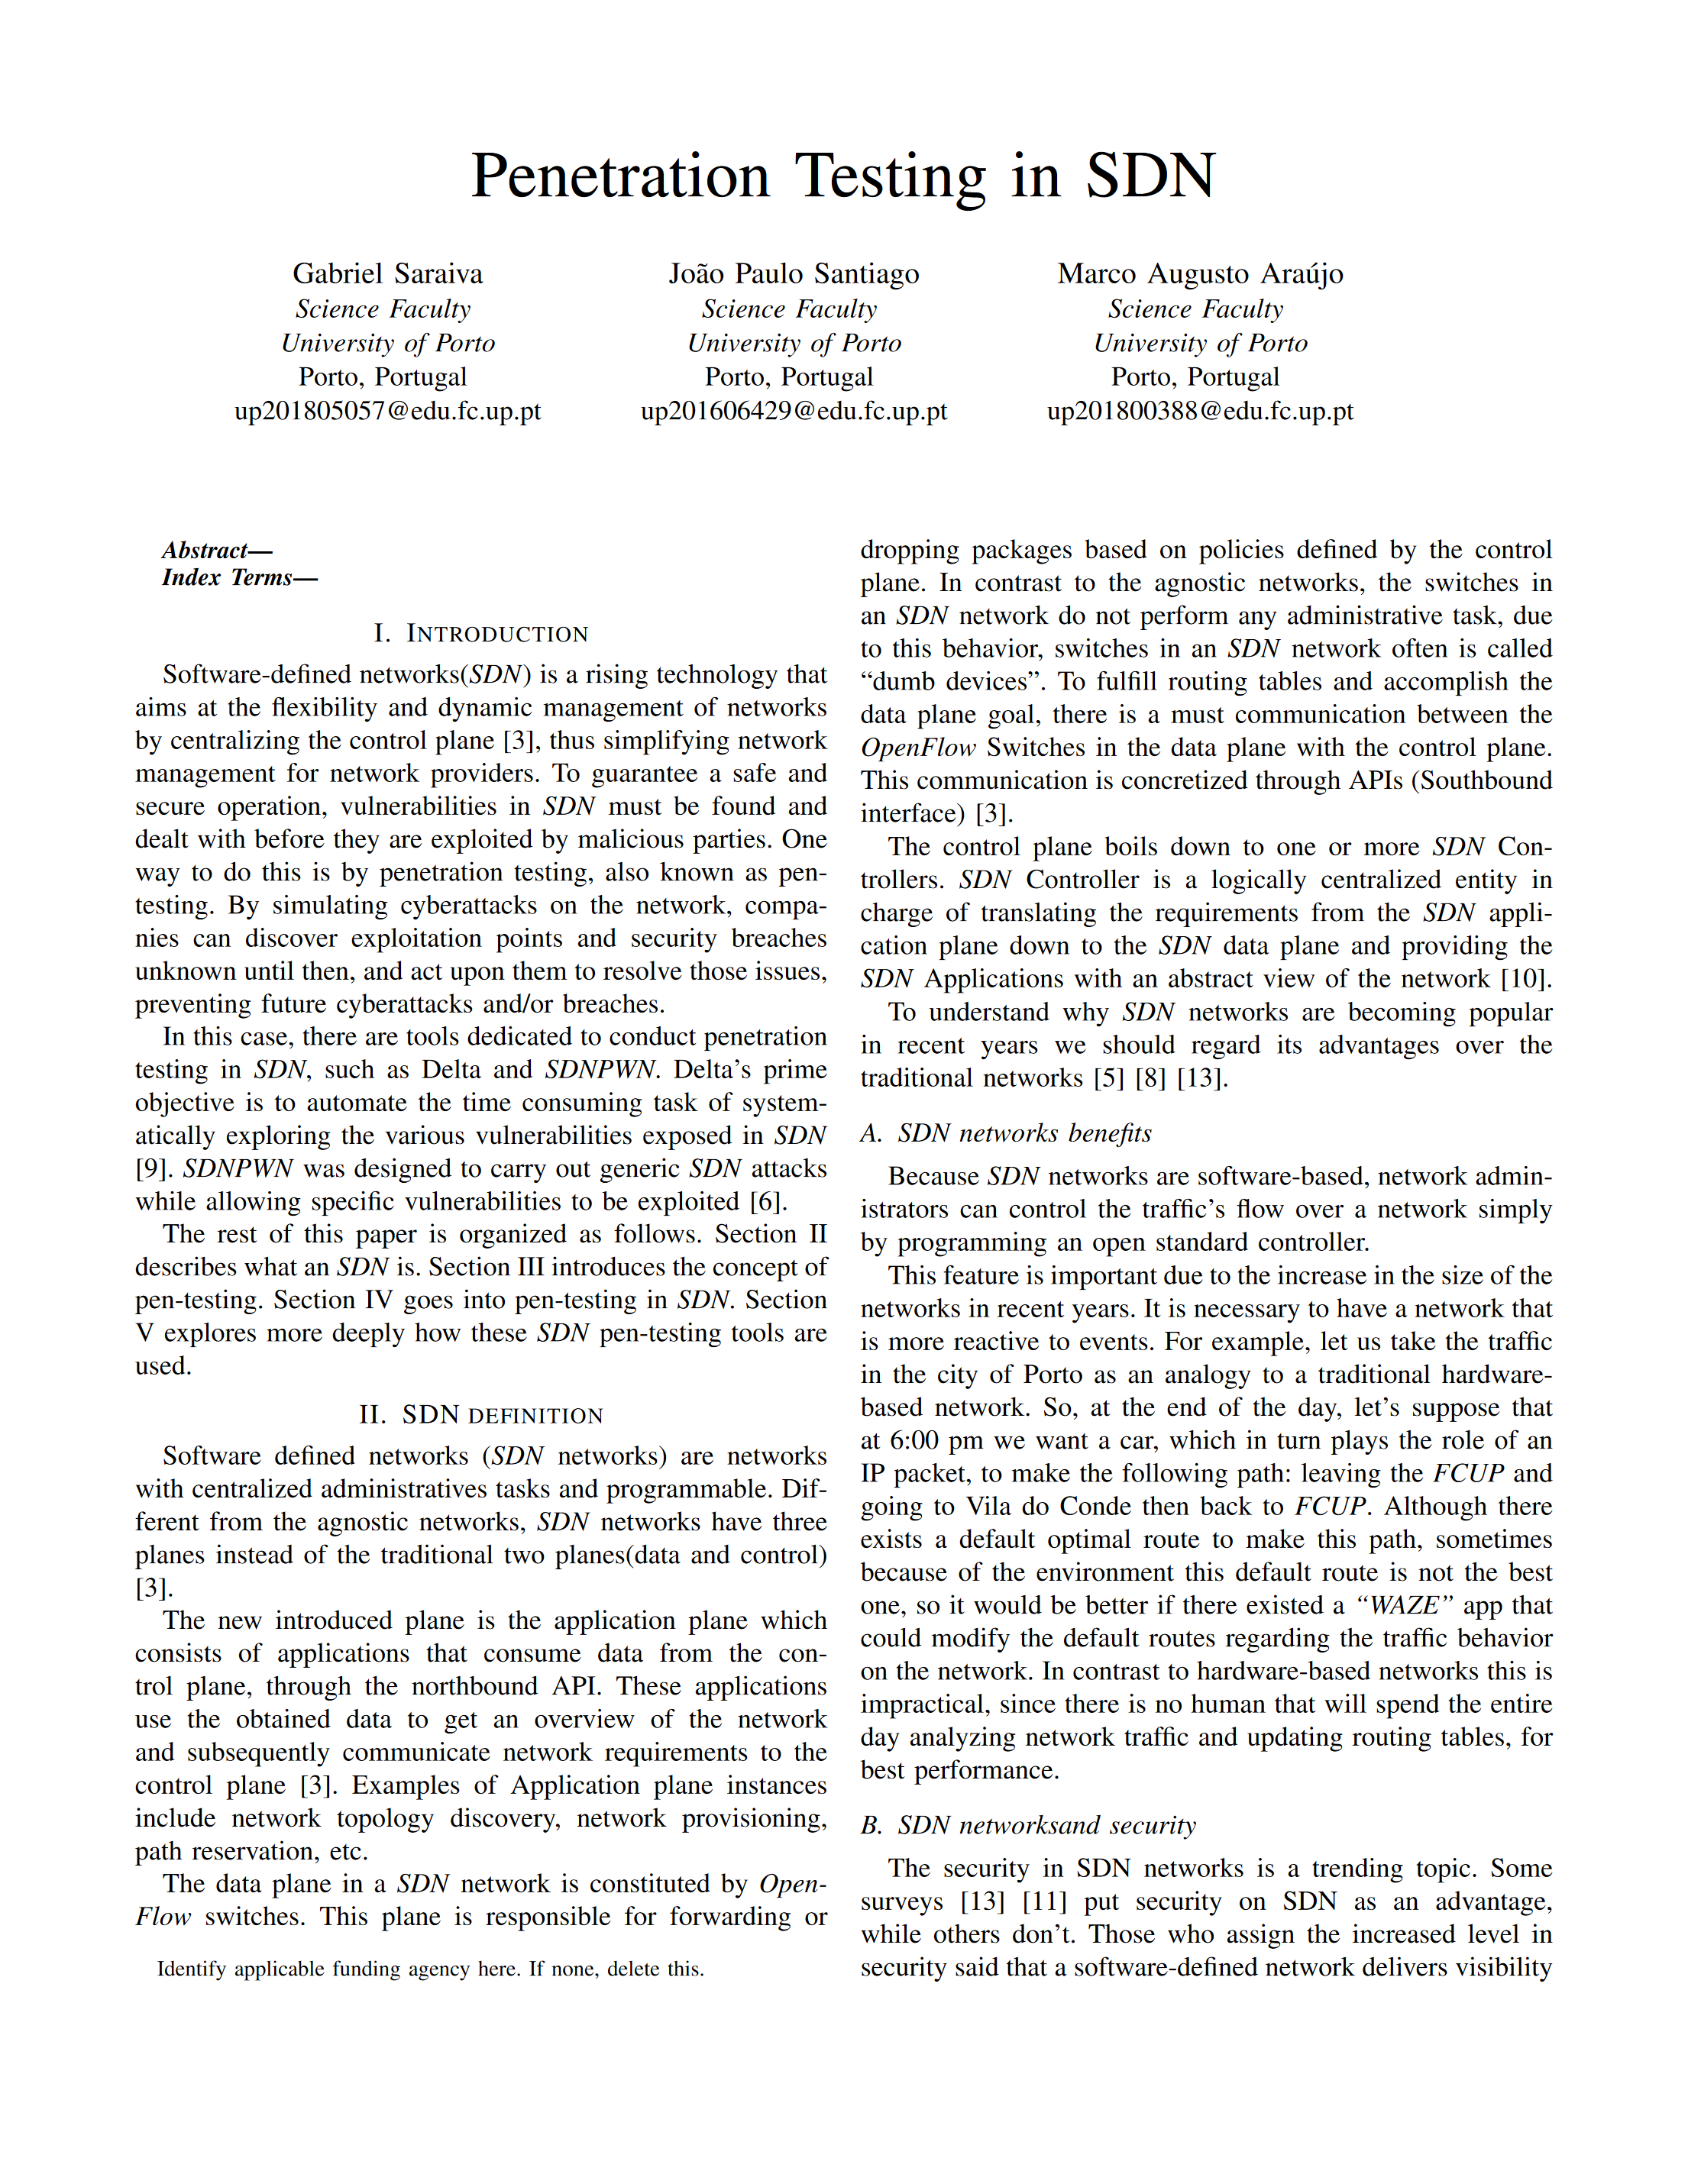 Penetration Testing in SDN
Gabriel Saraiva
Science Faculty
University of Porto
Porto, Portugal
up201805057@edu.fc.up.pt
João Paulo Santiago
Science Faculty
University of Porto
Porto, Portugal
up201606429@edu.fc.up.pt
Marco Augusto Araújo
Science Faculty
University of Porto
Porto, Portugal
up201800388@edu.fc.up.pt
Abstract—
Index Terms—
I. INTRODUCTION
Software-defined networks(SDN) is a rising technology that
aims at the flexibility and dynamic management of networks
by centralizing the control plane [3], thus simplifying network
management for network providers. To guarantee a safe and
secure operation, vulnerabilities in SDN must be found and
dealt with before they are exploited by malicious parties. One
way to do this is by penetration testing, also known as pen-
testing. By simulating cyberattacks on the network, compa-
nies can discover exploitation points and security breaches
unknown until then, and act upon them to resolve those issues,
preventing future cyberattacks and/or breaches.
In this case, there are tools dedicated to conduct penetration
testing in SDN, such as Delta and SDNPWN. Delta's prime
objective is to automate the time consuming task of system-
atically exploring the various vulnerabilities exposed in SDN
[9]. SDNPWN was designed to carry out generic SDN attacks
while allowing specific vulnerabilities to be exploited [6].
The rest of this paper is organized as follows. Section II
describes what an SDN is. Section III introduces the concept of
pen-testing. Section IV goes into pen-testing in SDN. Section
V explores more deeply how these SDN pen-testing tools are
used.
II. SDN DEFINITION
Software defined networks (SDN networks) are networks
with centralized administratives tasks and programmable. Dif-
ferent from the agnostic networks, SDN networks have three
planes instead of the traditional two planes(data and control)
[3].
The new introduced plane is the application plane which
consists of applications that consume data from the con-
trol plane, through the northbound API. These applications
use the obtained data to get an overview of the network
and subsequently communicate network requirements to the
control plane [3]. Examples of Application plane instances
include network topology discovery, network provisioning,
path reservation, etc.
The data plane in a SDN network is constituted by Open-
Flow switches. This plane is responsible for forwarding or
Identify applicable funding agency here. If none, delete this.
dropping packages based on policies defined by the control
plane. In contrast to the agnostic networks, the switches in
an SDN network do not perform any administrative task, due
to this behavior, switches in an SDN network often is called
“dumb devices”. To fulfill routing tables and accomplish the
data plane goal, there is a must communication between the
OpenFlow Switches in the data plane with the control plane.
This communication is concretized through APIs (Southbound
interface) [3].
The control plane boils down to one or more SDN Con-
trollers. SDN Controller is a logically centralized entity in
charge of translating the requirements from the SDN appli-
cation plane down to the SDN data plane and providing the
SDN Applications with an abstract view of the network [10].
To understand why SDN networks are becoming popular
in recent years we should regard its advantages over the
traditional networks [5] [8] [13].
A. SDN networks benefits
Because SDN networks are software-based, network admin-
istrators can control the traffic's flow over a network simply
by programming an open standard controller.
This feature is important due to the increase in the size of the
networks in recent years. It is necessary to have a network that
is more reactive to events. For example, let us take the traffic
in the city of Porto as an analogy to a traditional hardware-
based network. So, at the end of the day, let's suppose that
at 6:00 pm we want a car, which in turn plays the role of an
IP packet, to make the following path: leaving the FCUP and
going to Vila do Conde then back to FCUP. Although there
exists a default optimal route to make this path, sometimes
because of the environment this default route is not the best
one, so it would be better if there existed a “WAZE” app that
could modify the default routes regarding the traffic behavior
on the network. In contrast to hardware-based networks this is
impractical, since there is no human that will spend the entire
day analyzing network traffic and updating routing tables, for
best performance.
B. SDN networksand security
The security in SDN networks is a trending topic. Some
surveys [13] [11] put security on SDN as an advantage,
while others don't. Those who assign the increased level in
security said that a software-defined network delivers visibility